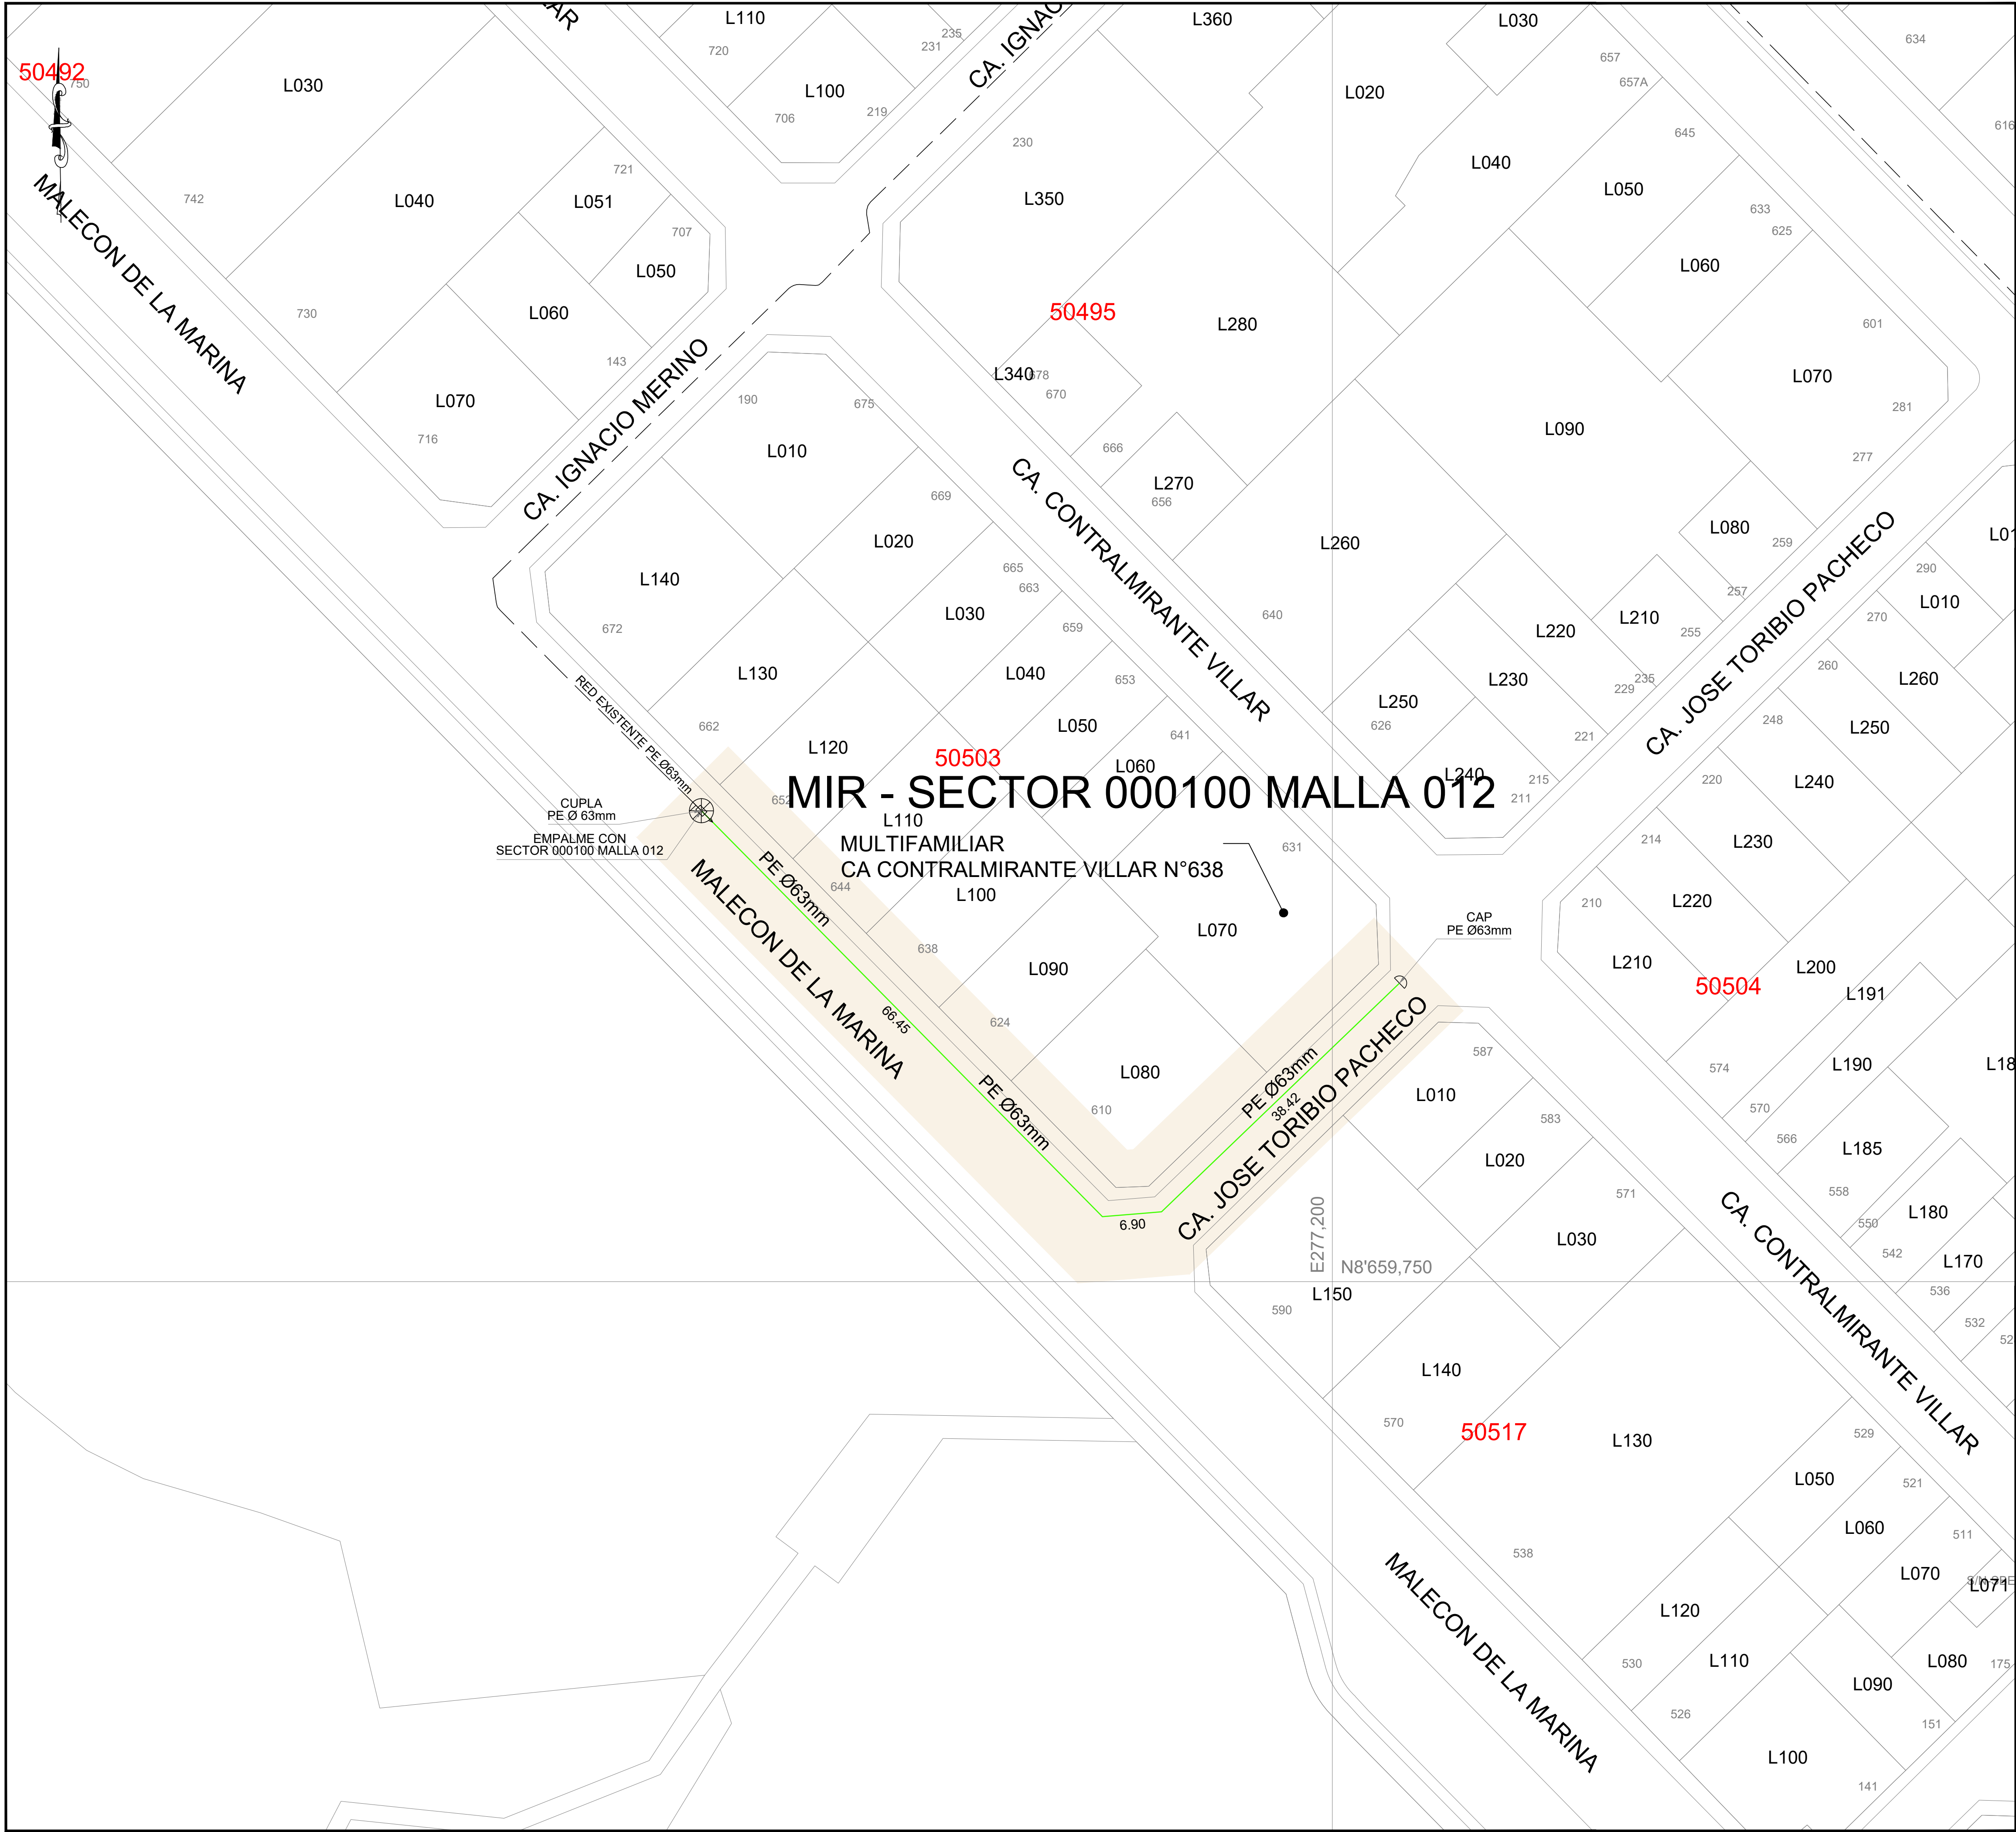 50492
750
L030
742
MALECON DE LA MARINA
L040
730
721
L051
707
L050
L060
143
L070
716
L110
720
L100
706
231
235
219
CA. IGNACIO MERINO
L360
L030
L020
657
657A
645
634
616
230
L350
L040
L050
633
625
L060
601
50495
L280
L340
678
670
666
L270
656
L070
281
277
L090
L080
259
257
CA. CONTRALMIRANTE VILLAR
L260
640
L210
255
L220
235
229
L230
221
L250
626
L240
215
211
CA. JOSE TORIBIO PACHECO
290
L010
270
L260
260
L250
248
L240
220
L230
214
L220
210
L210
50504
L200
L191
L190
574
570
566
L185
558
550
L180
542
L170
536
532
190
675
L010
669
L140
L020
672
665
663
L030
659
L130
L040
653
662
L050
641
L120
50503
L060
652
MIR - SECTOR 000100 MALLA 012
L110
MULTIFAMILIAR
CA CONTRALMIRANTE VILLAR N°638
631
644
L100
638
L070
L090
624
L080
610
RED EXISTENTE PE Ø63mm
CUPLA
PE Ø 63mm
EMPALME CON
SECTOR 000100 MALLA 012
PE Ø63mm
MALECON DE LA MARINA
66.45
PE Ø63mm
6.90
PE Ø63mm
38.42
CA. JOSE TORIBIO PACHECO
CAP
PE Ø63mm
587
L010
583
L020
571
L030
E277,200
N8'659,750
L150
590
L140
570
50517
L130
CA. CONTRALMIRANTE VILLAR
538
529
L050
521
L060
511
L070
L071
L120
530
L110
L080
175
L090
526
151
L100
141
MALECON DE LA MARINA